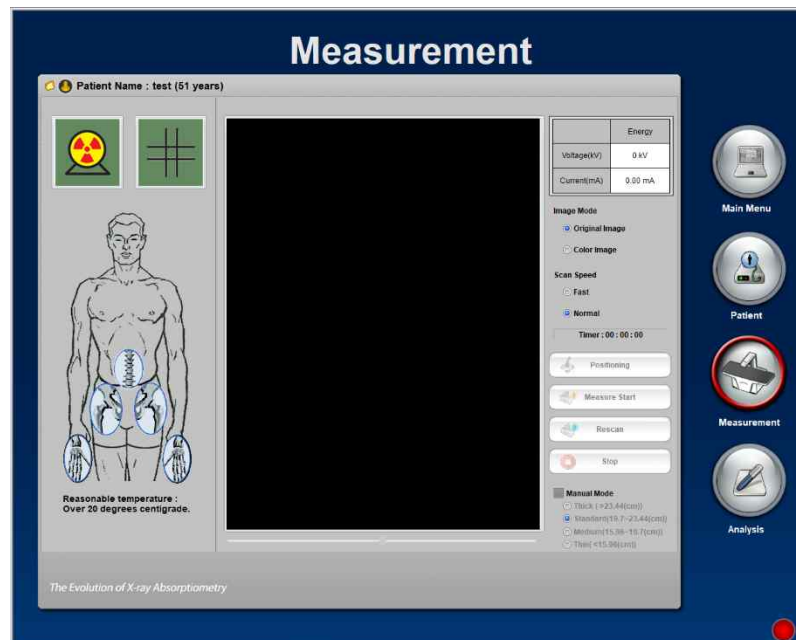 Measurement
Patient Name : test (51 years)
Energy
Voltage(kV) 0 kV
Current(mA) 0.00 mA
Image Mode
Original Image
Color Image
Scan Speed
Fast
Normal
Timer : 00 : 00 : 00
Positioning
Measure Start
Rescan
Stop
Manual Mode
Thick ( >23.44(cm))
Standard(19.7~23.44(cm))
Medium(15.96~19.7(cm))
Thin( <15.96(cm))
Reasonable temperature :
Over 20 degrees centigrade.
The Evolution of X-ray Absorptiometry
Main Menu
Patient
Measurement
Analysis